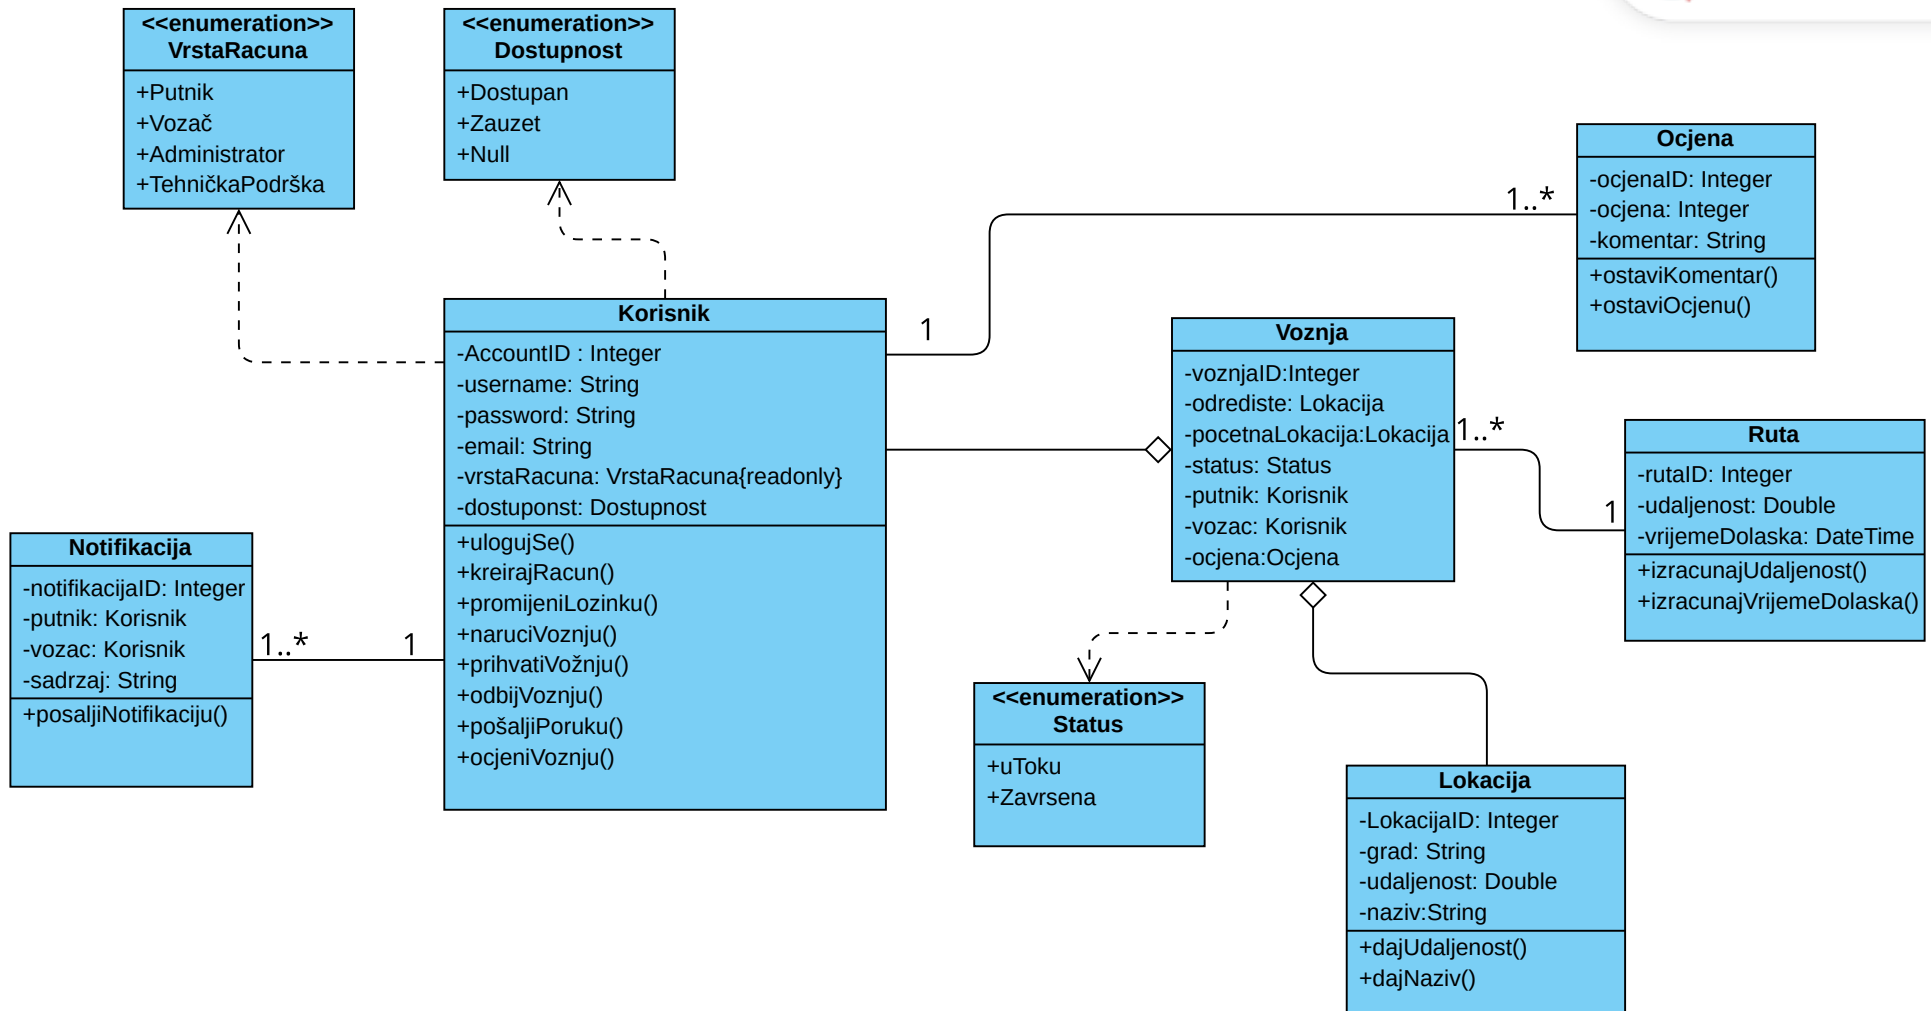 <<enumeration>>
VrstaRacuna
+Putnik
+Vozač
+Administrator
+TehničkaPodrška
<<enumeration>>
Dostupnost
+Dostupan
+Zauzet
+Null
Ocjena
-ocjenaID: Integer
-ocjena: Integer
-komentar: String
+ostaviKomentar()
+ostaviOcjenu()
1..*
1
Korisnik
-AccountID : Integer
-username: String
-password: String
-email: String
-vrstaRacuna: VrstaRacuna{readonly}
-dostuponst: Dostupnost
+ulogujSe()
+kreirajRacun()
+promijeniLozinku()
+naruciVoznju()
+prihvatiVožnju()
+odbijVoznju()
+pošaljiPoruku()
+ocjeniVoznju()
Voznja
-voznjaID:Integer
-odrediste: Lokacija
-pocetnaLokacija:Lokacija
-status: Status
-putnik: Korisnik
-vozac: Korisnik
-ocjena:Ocjena
1..*
1
Ruta
-rutaID: Integer
-udaljenost: Double
-vrijemeDolaska: DateTime
+izracunajUdaljenost()
+izracunajVrijemeDolaska()
Notifikacija
-notifikacijaID: Integer
-putnik: Korisnik
-vozac: Korisnik
-sadrzaj: String
+posaljiNotifikaciju()
1..*
1
<<enumeration>>
Status
+uToku
+Zavrsena
Lokacija
-LokacijaID: Integer
-grad: String
-udaljenost: Double
-naziv:String
+dajUdaljenost()
+dajNaziv()